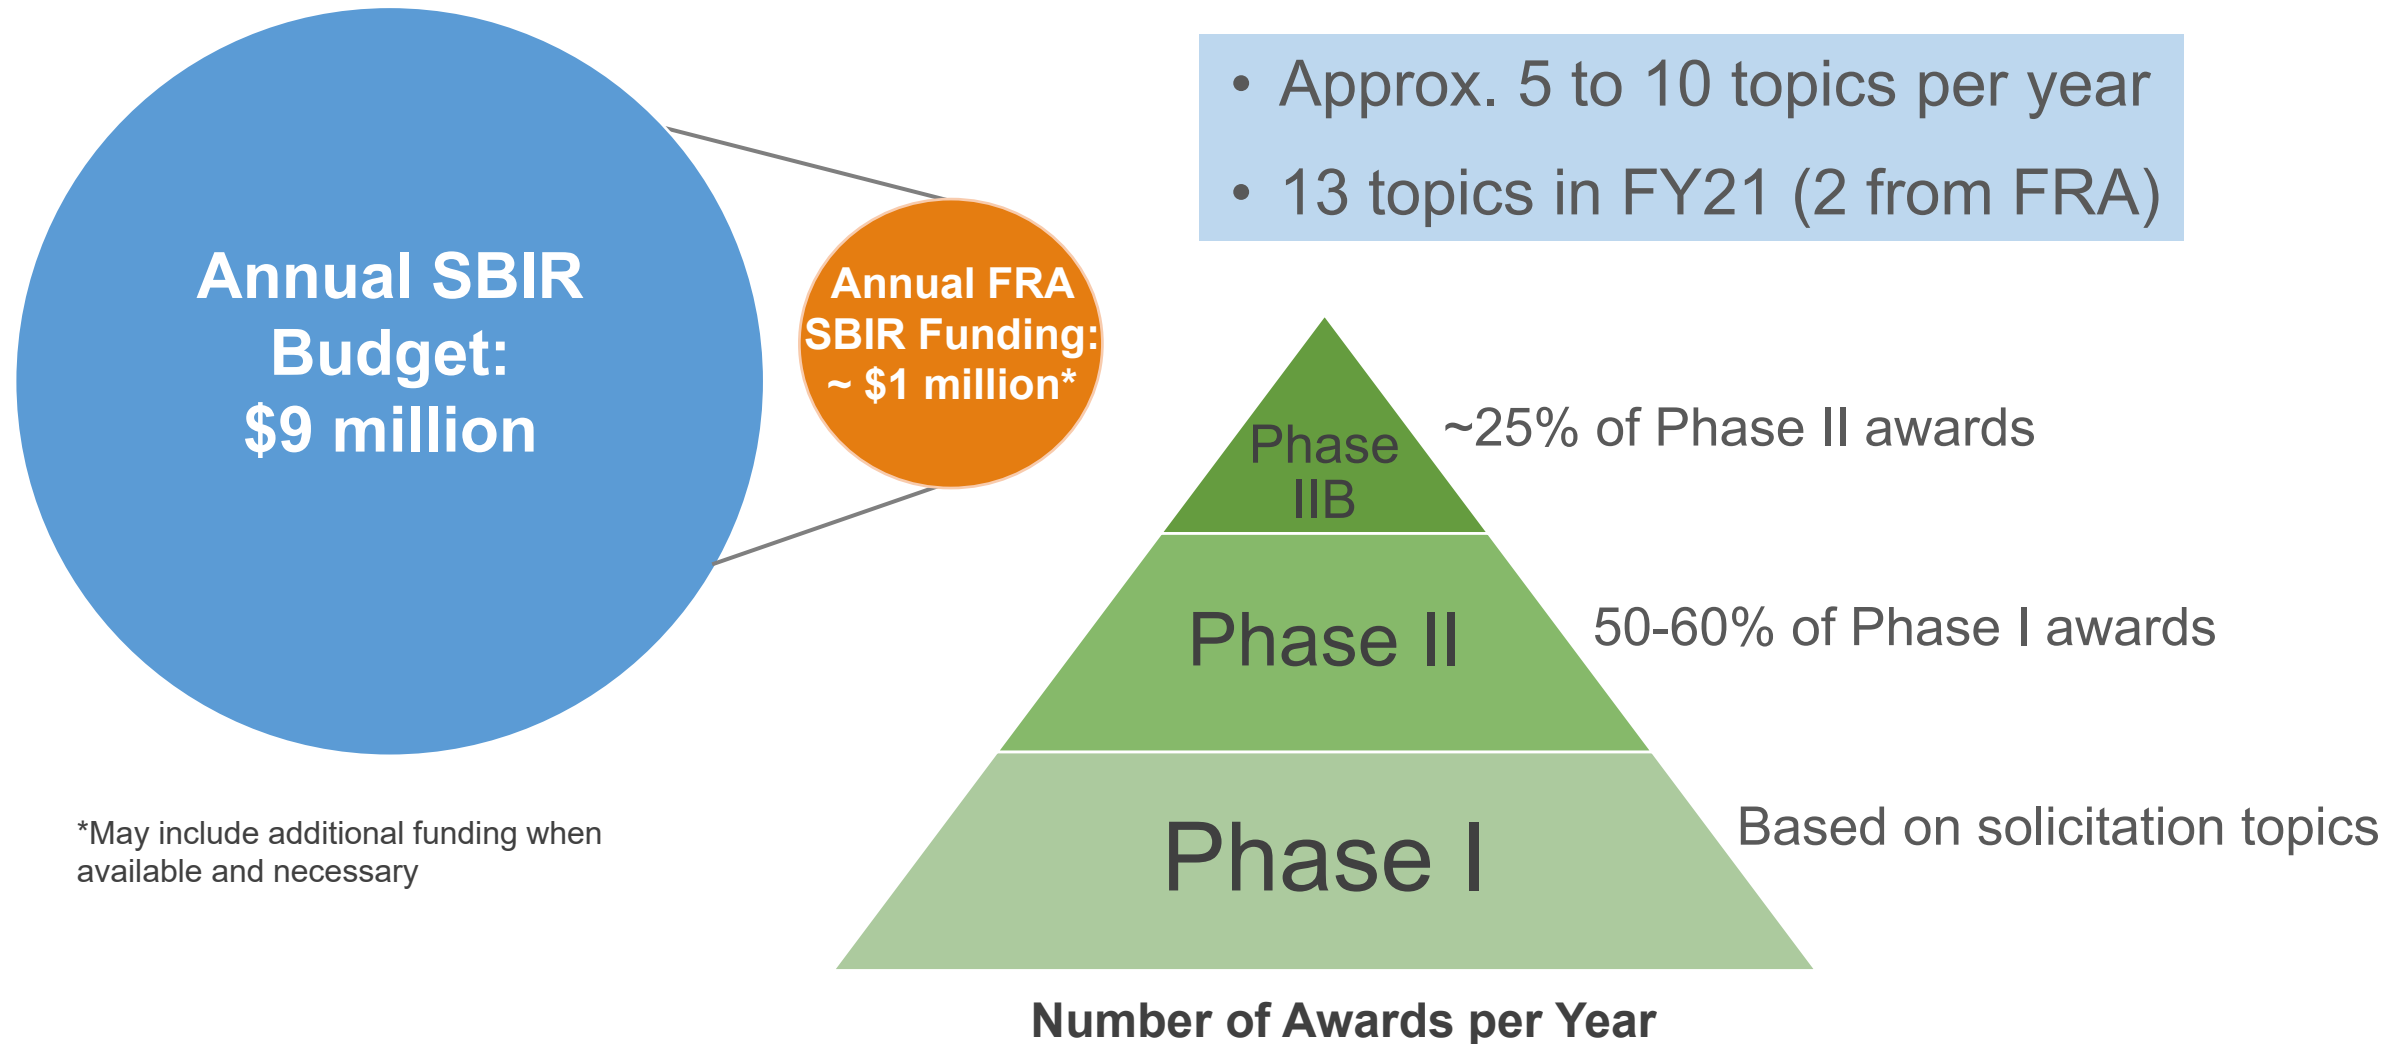 Annual SBIR
Budget:
$9 million
Annual FRA
SBIR Funding:
~ $1 million*
*May include additional funding when
available and necessary
• Approx. 5 to 10 topics per year
• 13 topics in FY21 (2 from FRA)
Phase
IIB
~25% of Phase II awards
Phase II
50-60% of Phase I awards
Phase I
Based on solicitation topics
Number of Awards per Year